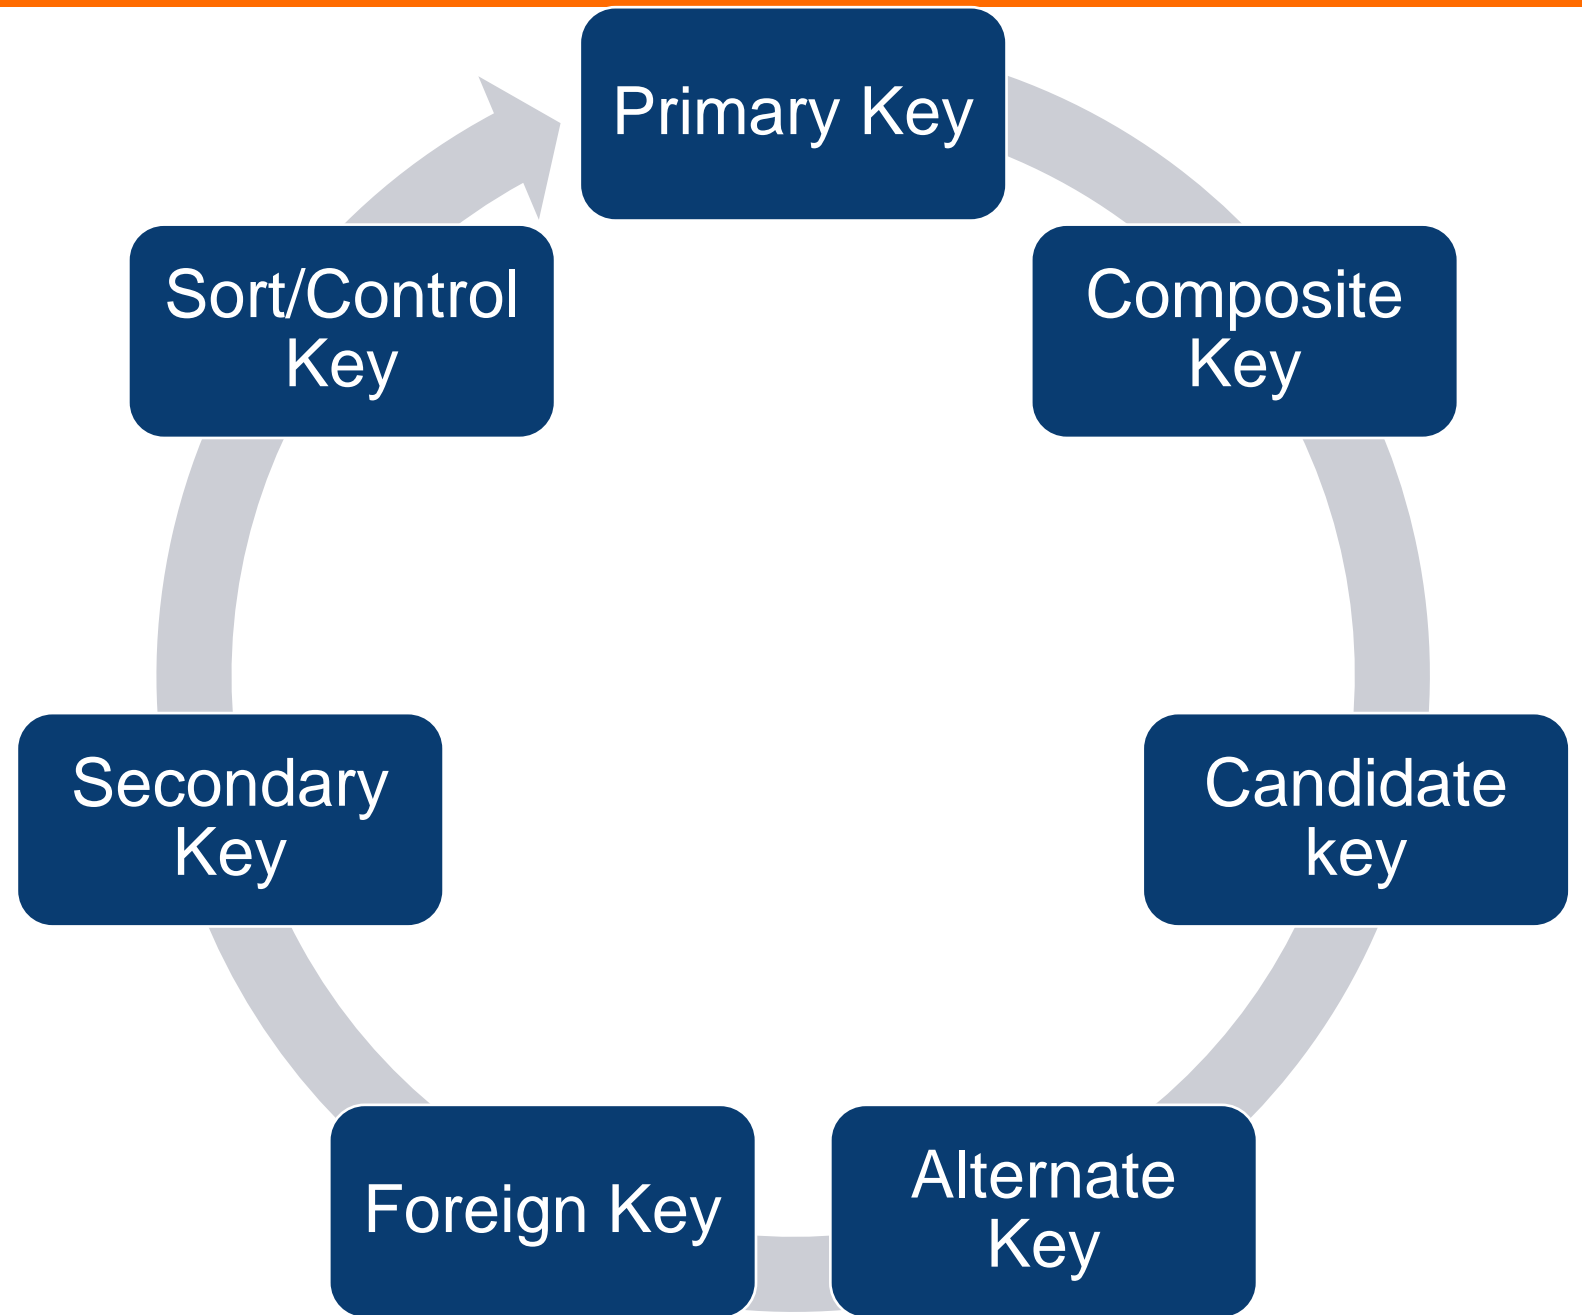 Primary Key
Composite
Key
Candidate
key
Alternate
Key
Foreign Key
Secondary
Key
Sort/Control
Key